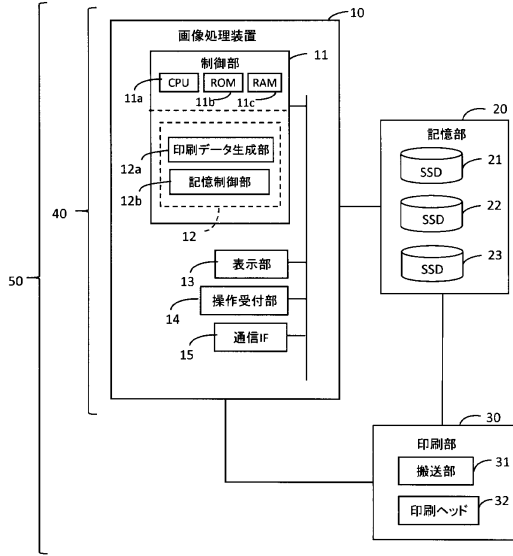 10
画像処理装置
11
制御部
CPU
ROM
RAM
11a
11b
11c
印刷データ生成部
12a
記憶制御部
12b
12
40
50
表示部
13
操作受付部
14
通信IF
15
20
記憶部
21
SSD
22
SSD
23
SSD
30
印刷部
搬送部
31
印刷ヘッド
32